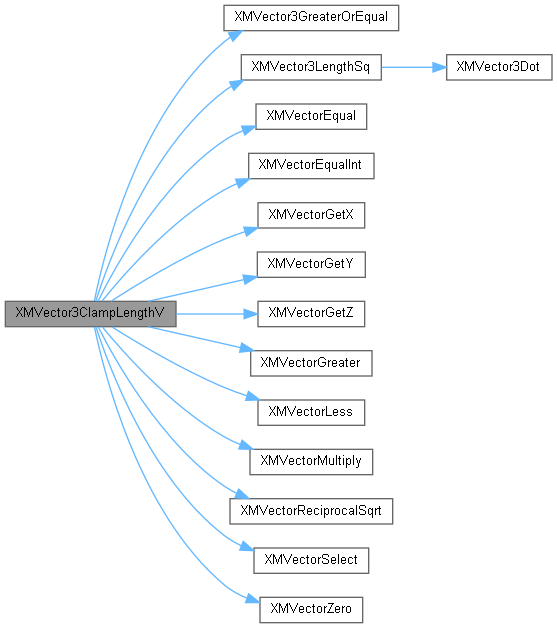 XMVector3GreaterOrEqual
XMVector3LengthSq
XMVector3Dot
XMVectorEqual
XMVectorEqualInt
XMVectorGetX
XMVectorGetY
XMVector3ClampLengthV
XMVectorGetZ
XMVectorGreater
XMVectorLess
XMVectorMultiply
XMVectorReciprocalSqrt
XMVectorSelect
XMVectorZero